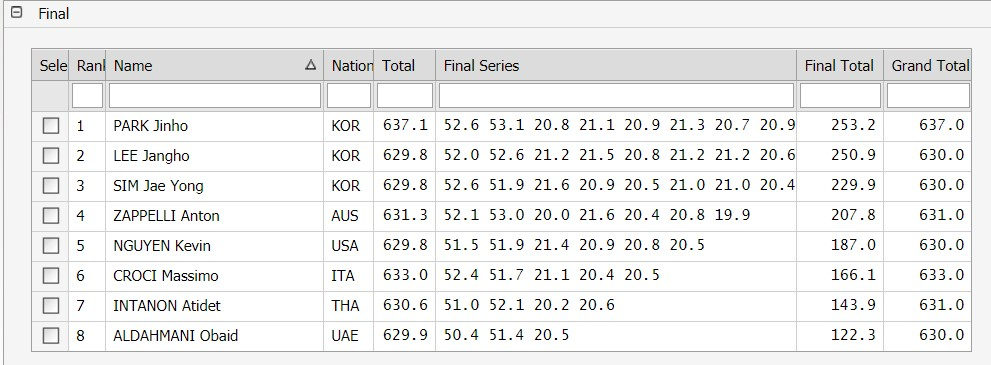 Final
Sele Rank Name Nation Total Final Series Final Total Grand Total
1 PARK Jinho KOR 637.1 52.6 53.1 20.8 21.1 20.9 21.3 20.7 20.9 253.2 637.0
2 LEE Jangho KOR 629.8 52.0 52.6 21.2 21.5 20.8 21.2 21.2 20.6 250.9 630.0
3 SIM Jae Yong KOR 629.8 52.6 51.9 21.6 20.9 20.5 21.0 21.0 20.4 229.9 630.0
4 ZAPPELLI Anton AUS 631.3 52.1 53.0 20.0 21.6 20.4 20.8 19.9 207.8 631.0
5 NGUYEN Kevin USA 629.8 51.5 51.9 21.4 20.9 20.8 20.5 187.0 630.0
6 CROCI Massimo ITA 633.0 52.4 51.7 21.1 20.4 20.5 166.1 633.0
7 INTANON Atidet THA 630.6 51.0 52.1 20.2 20.6 143.9 631.0
8 ALDAHMANI Obaid UAE 629.9 50.4 51.4 20.5 122.3 630.0